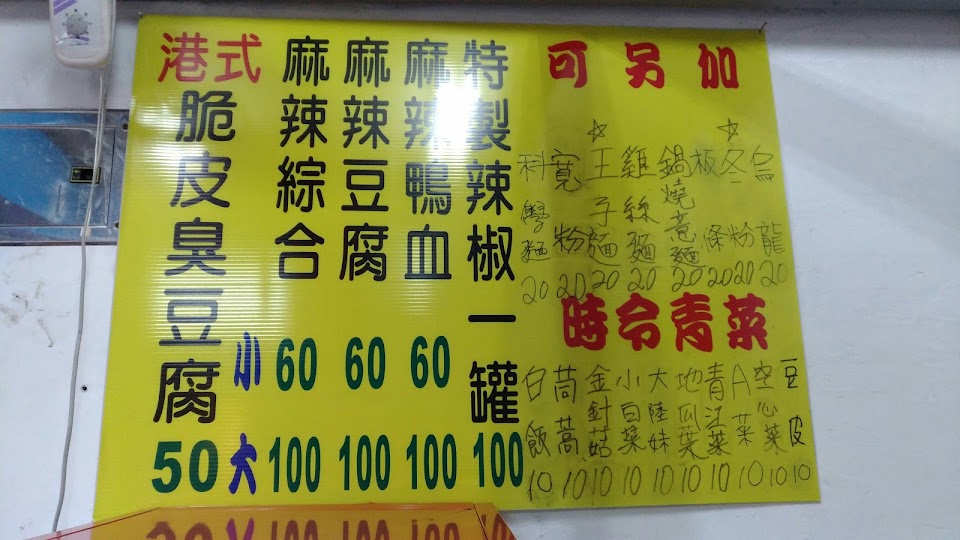 港式脆皮臭豆腐 50
小 大
麻辣綜合 60 100
麻辣豆腐 60 100
麻辣鴨血 60 100
特製辣椒一罐 100
可另加
科學麵 20
寬粉 20
☆王子麵 20
雞絲麵 20
鍋燒意麵 20
板條 20
☆冬粉 20
烏龍 20
時令青菜
白飯 10
茼蒿 10
金針菇 10
小白菜 10
大陸妹 10
地瓜葉 10
青江菜 10
A菜 10
空心菜 10
豆皮 10